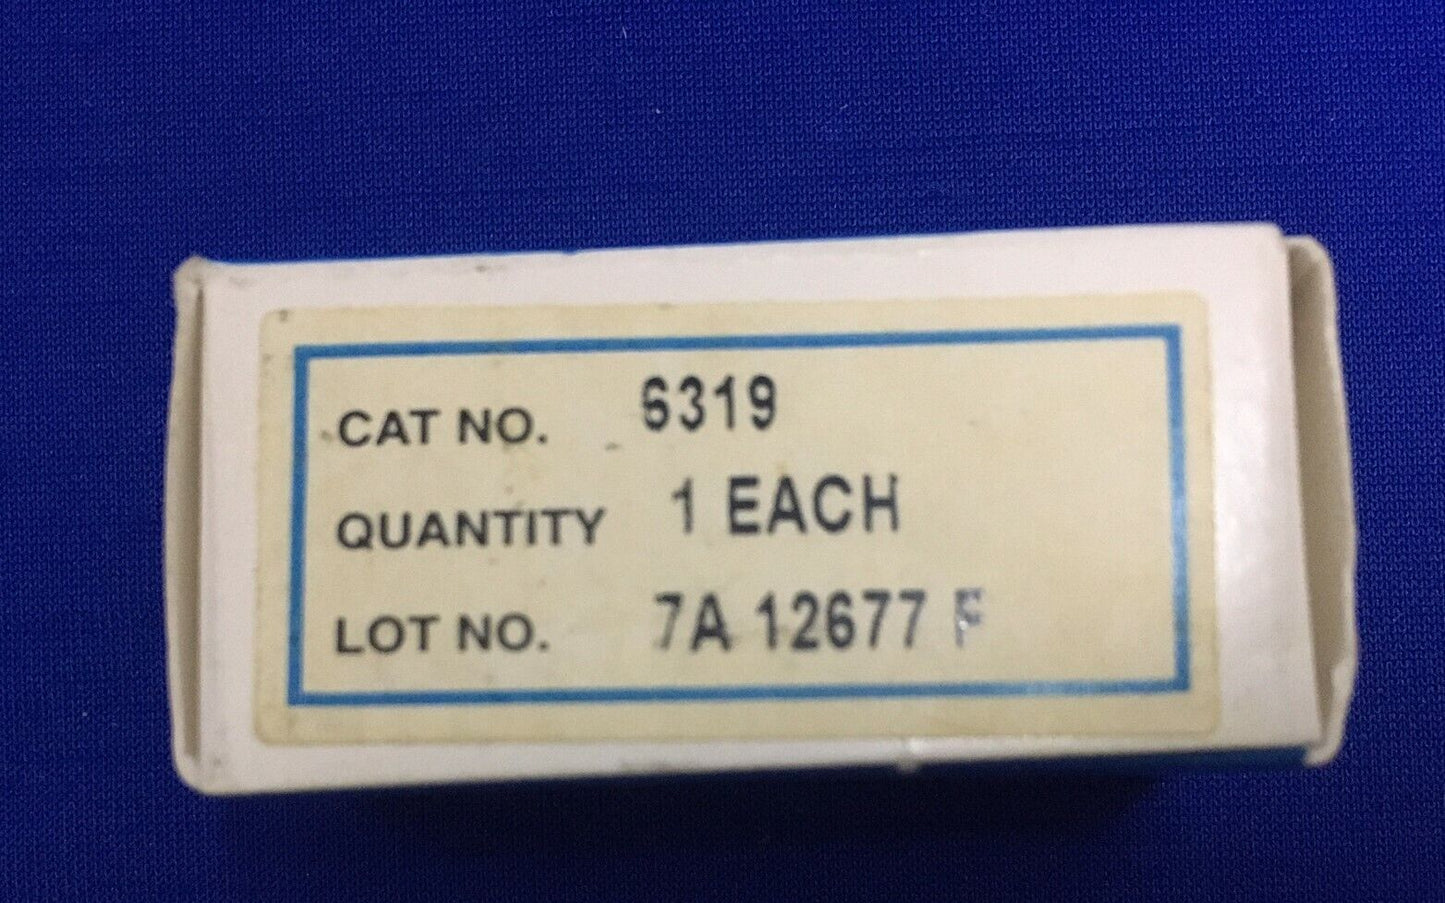 CAT NO. 6319
QUANTITY 1 EACH
LOT NO. 7A 12677 F